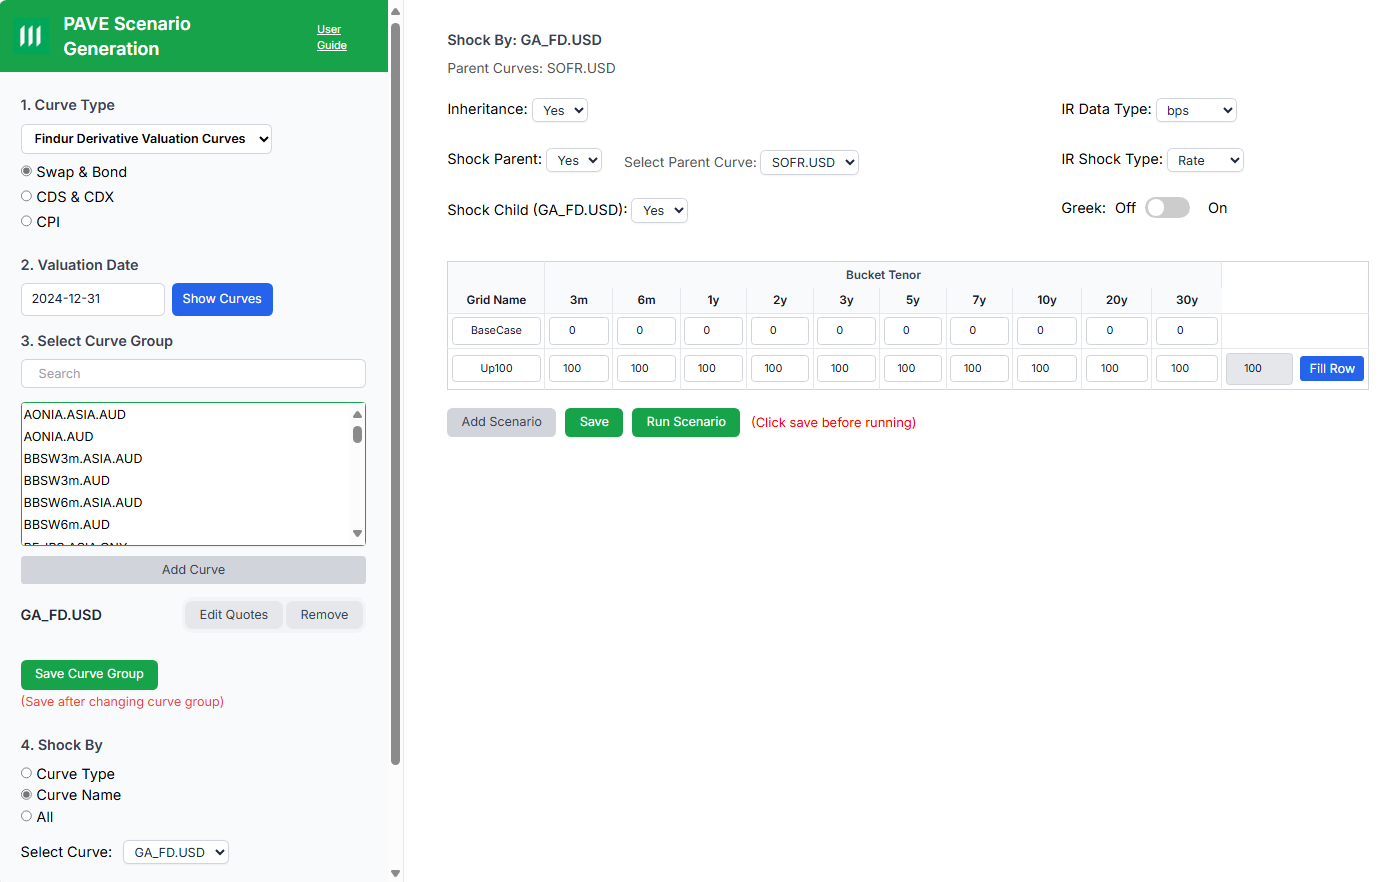 PAVE Scenario Generation
User Guide
1. Curve Type
Findur Derivative Valuation Curves
Swap & Bond
CDS & CDX
CPI
2. Valuation Date
2024-12-31
Show Curves
3. Select Curve Group
Search
AONIA.ASIA.AUD
AONIA.AUD
BBSW3m.ASIA.AUD
BBSW3m.AUD
BBSW6m.ASIA.AUD
BBSW6m.AUD
Add Curve
GA_FD.USD
Edit Quotes
Remove
Save Curve Group
(Save after changing curve group)
4. Shock By
Curve Type
Curve Name
All
Select Curve: GA_FD.USD
Shock By: GA_FD.USD
Parent Curves: SOFR.USD
Inheritance: Yes
IR Data Type: bps
Shock Parent: Yes
Select Parent Curve: SOFR.USD
IR Shock Type: Rate
Shock Child (GA_FD.USD): Yes
Greek: Off On
Bucket Tenor
Grid Name 3m 6m 1y 2y 3y 5y 7y 10y 20y 30y
BaseCase 0 0 0 0 0 0 0 0 0 0
Up100 100 100 100 100 100 100 100 100 100 100 100 Fill Row
Add Scenario
Save
Run Scenario
(Click save before running)